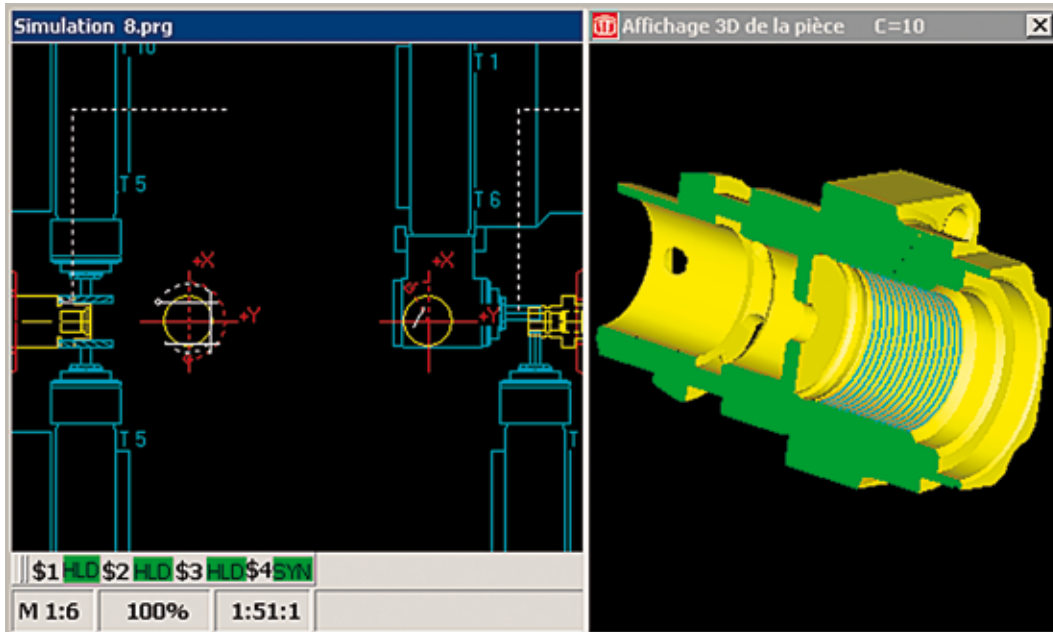 Simulation 8.prg
Affichage 3D de la pièce C=10
T 1
T 5
T 6
+X
+X
+Y
+Y
T 5
$1 HLD $2 HLD $3 HLD $4 SYN
M 1:6 100% 1:51:1